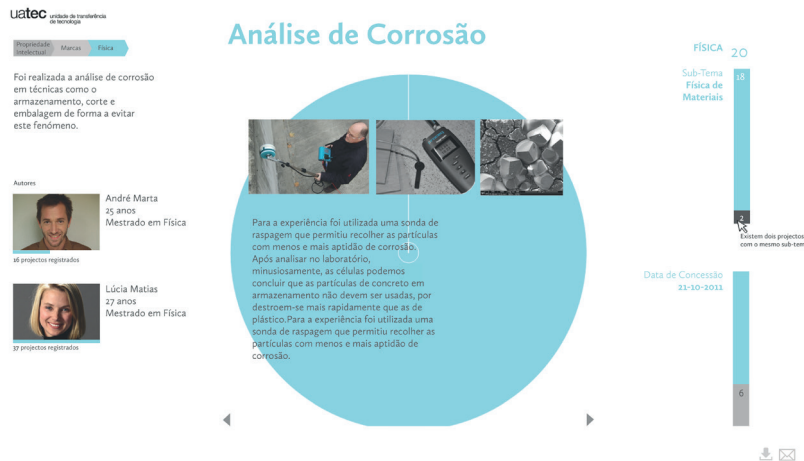 uatec unidade de transferência
de tecnologia
Propriedade
Intelectual
Marcas
Física
Análise de Corrosão
Foi realizada a análise de corrosão
em técnicas como o
armazenamento, corte e
embalagem de forma a evitar
este fenómeno.
Autores
André Marta
25 anos
Mestrado em Física
16 projectos registrados
Lúcia Matias
27 anos
Mestrado em Física
37 projectos registrados
Para a experiência foi utilizada uma sonda de
raspagem que permitiu recolher as partículas
com menos e mais aptidão de corrosão.
Após analisar no laboratório,
minusiosamente, as células podemos
concluir que as partículas de concreto em
armazenamento não devem ser usadas, por
destroem-se mais rapidamente que as de
plástico.Para a experiência foi utilizada uma
sonda de raspagem que permitiu recolher as
partículas com menos e mais aptidão de
corrosão.
FÍSICA 20
Sub-Tema
Física de
Materiais
18
2
Existem dois projectos
com o mesmo sub-tem
Data de Concessão
21-10-2011
6